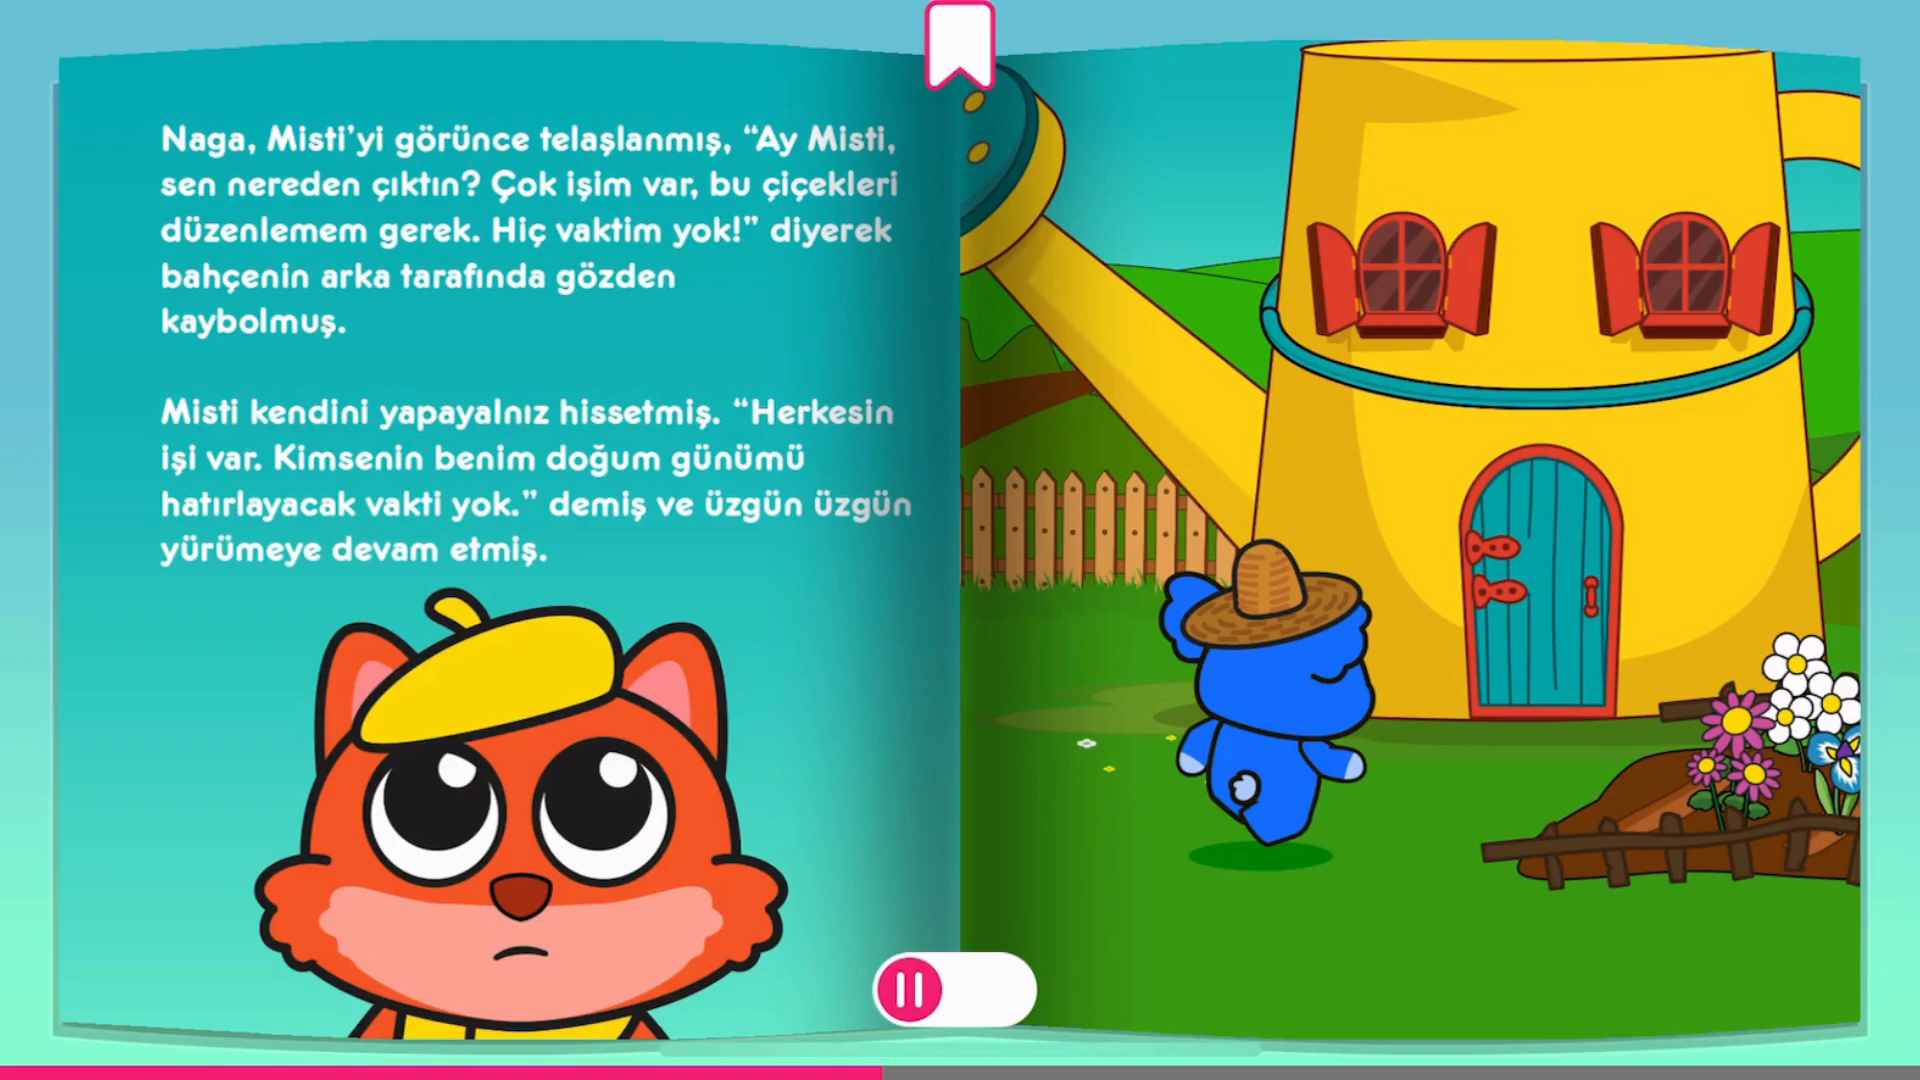 Naga, Misti'yi görünce telaşlanmış, “Ay Misti,
sen nereden çıktın? Çok işim var, bu çiçekleri
düzenlemem gerek. Hiç vaktim yok!” diyerek
bahçenin arka tarafında gözden
kaybolmuş.
Misti kendini yapayalnız hissetmiş. “Herkesin
işi var. Kimsenin benim doğum günümü
hatırlayacak vakti yok.” demiş ve üzgün üzgün
yürümeye devam etmiş.